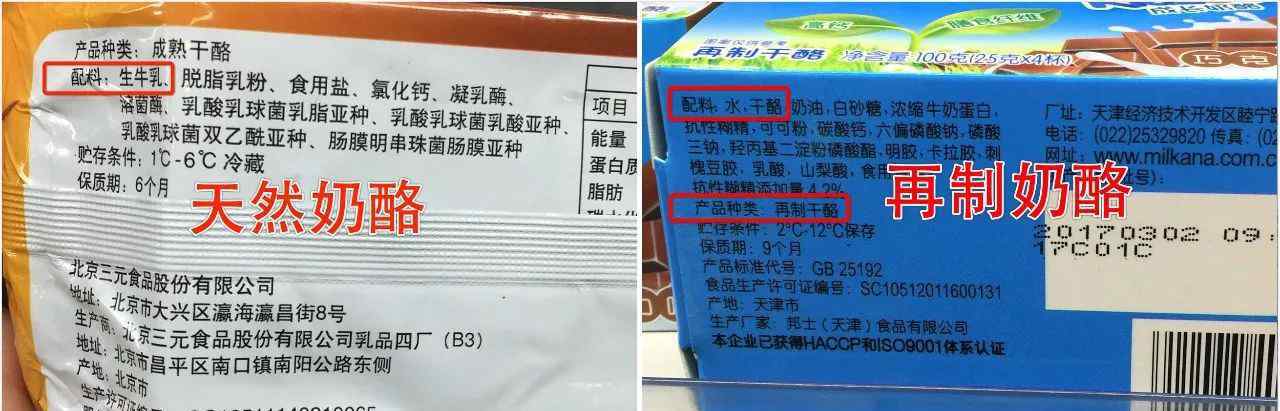 产品种类：成熟干酪
配料：生牛乳、脱脂乳粉、食用盐、氯化钙、凝乳酶、
溶菌酶、乳酸乳球菌乳脂亚种、乳酸乳球菌乳酸亚种、
乳酸乳球菌双乙酰亚种、肠膜明串珠菌肠膜亚种
贮存条件：1℃-6℃冷藏
保质期：6个月
项目
能量
蛋白质
脂肪
天然奶酪
北京三元食品股份有限公司
地址：北京市大兴区瀛海瀛昌街8号
生产商：北京三元食品股份有限公司乳品四厂（B3）
地址：北京市昌平区南口镇南阳公路东侧
产地：北京市
高钙
膳食纤维
图案仅供参考
再制干酪
净含量：100克(25克X4杯)
巧克
配料：水,干酪,奶油,白砂糖,浓缩牛奶蛋白,
抗性糊精,可可粉,碳酸钙,六偏磷酸钠,磷酸
三钠,羟丙基二淀粉磷酸酯,明胶,卡拉胶,刺
槐豆胶,乳酸,山梨酸,食用
抗性糊精添加量4.2%
产品种类：再制干酪
贮存条件：2℃-12℃保存
保质期：9个月
产品标准代号：GB 25192
食品生产许可证编号：SC10512011600131
产地：天津市
生产厂家：邦士（天津）食品有限公司
本企业已获得HACCP和ISO9001体系认证
再制奶酪
厂址：天津经济技术开发区睦宁路
电话：(022)25329820 传真：(02
网址：www.milkana.com.c
20170302 09:
17C01C